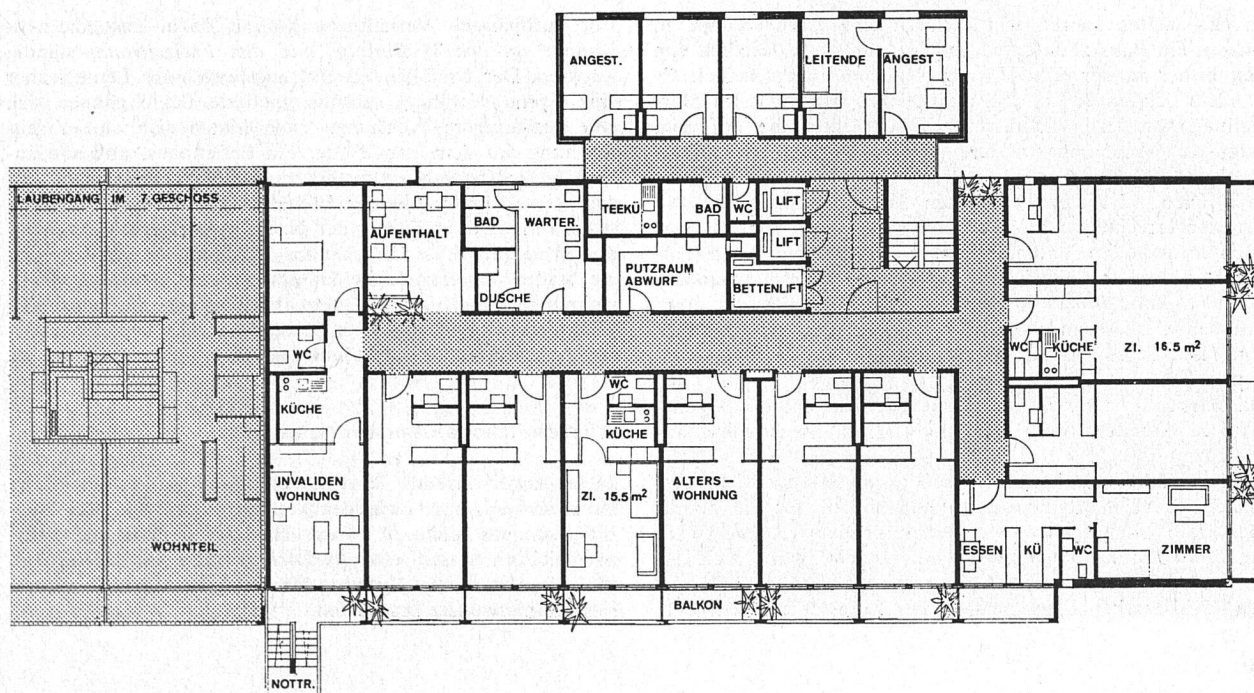 ANGEST.
LEITENDE ANGEST.
LAUBENGANG IM 7. GESCHOSS
AUFENTHALT
BAD
WARTER.
TEEKÜ.
BAD
WC
LIFT
LIFT
BETTENLIFT
PUTZRAUM
ABWURF
DUSCHE
WC
KÜCHE
WC
KÜCHE
WC
KÜCHE
ZI. 16.5 m²
INVALIDEN
WOHNUNG
ZI. 15.5 m²
ALTERS –
WOHNUNG
WOHNTEIL
ESSEN
KÜ
WC
ZIMMER
BALKON
NOTTR.